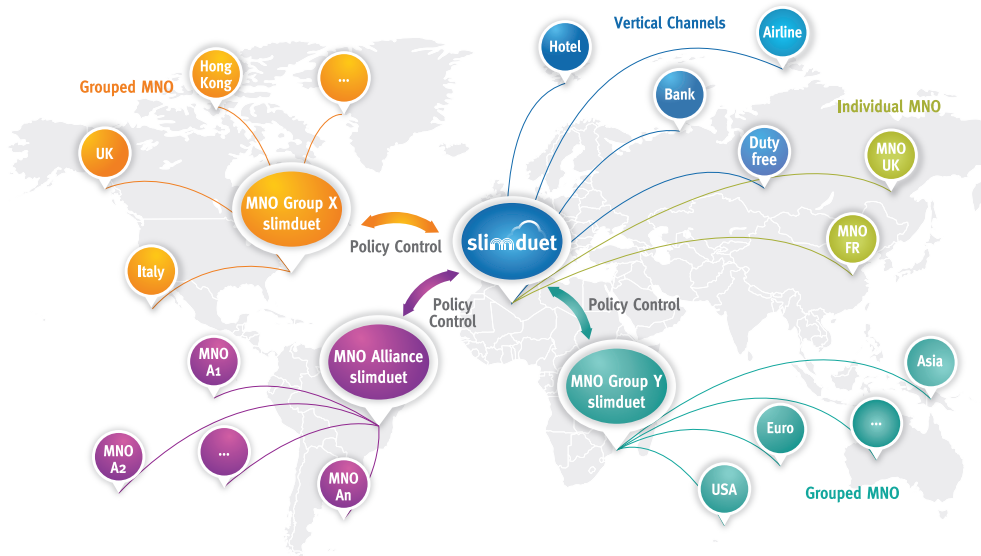 Vertical Channels
Hotel
Airline
Bank
Duty
free
Individual MNO
MNO
UK
MNO
FR
Grouped MNO
Hong
Kong
...
UK
Italy
MNO Group X
slimduet
Policy Control
slimduet
Policy
Control
Policy Control
MNO Alliance
slimduet
MNO
A1
MNO
A2
...
MNO
An
MNO Group Y
slimduet
Asia
...
Euro
USA
Grouped MNO